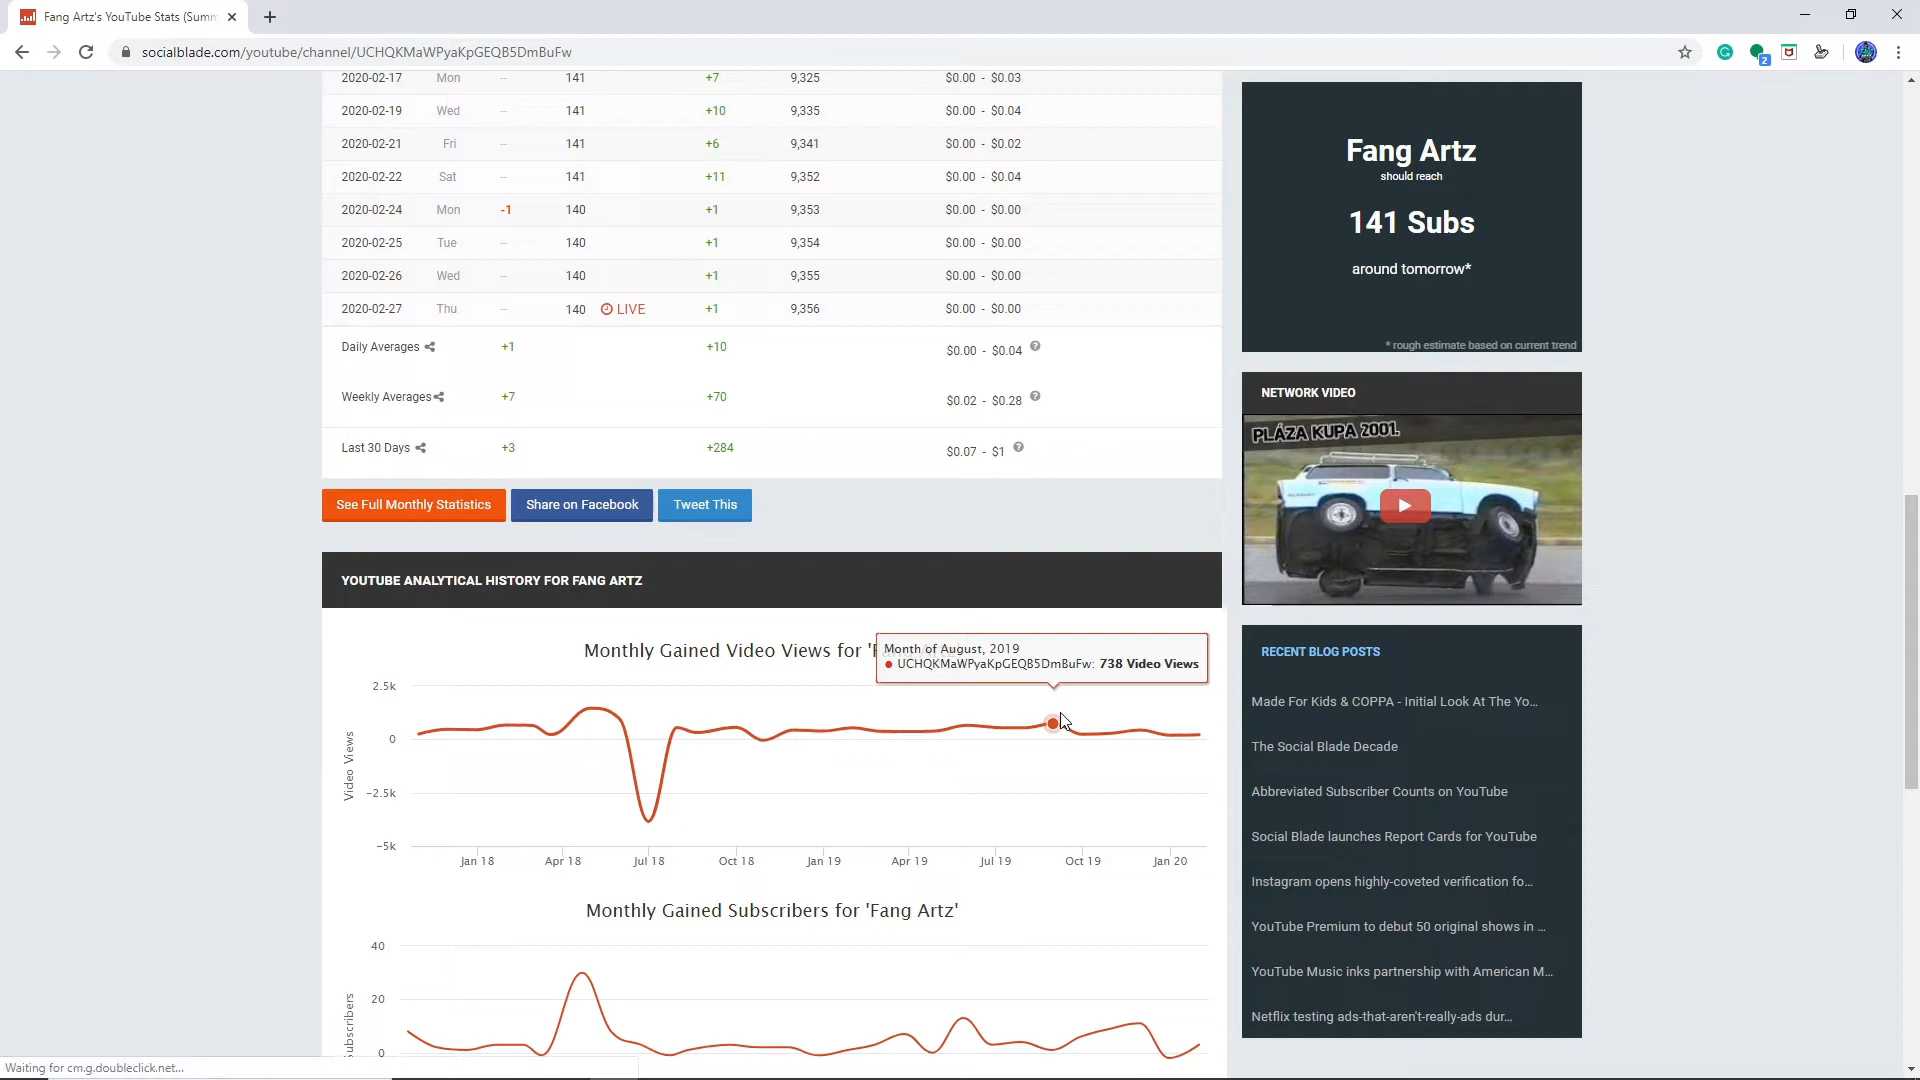 Fang Artz's YouTube Stats (Summ
socialblade.com/youtube/channel/UCHQKMaWPyaKpGEQB5DmBuFw
2
2020-02-17 Mon -- 141 +7 9,325 $0.00 - $0.03
2020-02-19 Wed -- 141 +10 9,335 $0.00 - $0.04
2020-02-21 Fri -- 141 +6 9,341 $0.00 - $0.02
2020-02-22 Sat -- 141 +11 9,352 $0.00 - $0.04
2020-02-24 Mon -1 140 +1 9,353 $0.00 - $0.00
2020-02-25 Tue -- 140 +1 9,354 $0.00 - $0.00
2020-02-26 Wed -- 140 +1 9,355 $0.00 - $0.00
2020-02-27 Thu -- 140 LIVE +1 9,356 $0.00 - $0.00
Daily Averages +1 +10 $0.00 - $0.04
Weekly Averages +7 +70 $0.02 - $0.28
Last 30 Days +3 +284 $0.07 - $1
See Full Monthly Statistics Share on Facebook Tweet This
YOUTUBE ANALYTICAL HISTORY FOR FANG ARTZ
Monthly Gained Video Views for 'F
Month of August, 2019
UCHQKMaWPyaKpGEQB5DmBuFw: 738 Video Views
Video Views
2.5k
0
−2.5k
−5k
Jan 18 Apr 18 Jul 18 Oct 18 Jan 19 Apr 19 Jul 19 Oct 19 Jan 20
Monthly Gained Subscribers for 'Fang Artz'
Subscribers
40
20
0
Fang Artz
should reach
141 Subs
around tomorrow*
* rough estimate based on current trend
NETWORK VIDEO
PLÁZA KUPA 2001.
RECENT BLOG POSTS
Made For Kids & COPPA - Initial Look At The Yo...
The Social Blade Decade
Abbreviated Subscriber Counts on YouTube
Social Blade launches Report Cards for YouTube
Instagram opens highly-coveted verification fo...
YouTube Premium to debut 50 original shows in ...
YouTube Music inks partnership with American M...
Netflix testing ads-that-aren't-really-ads dur...
Waiting for cm.g.doubleclick.net...